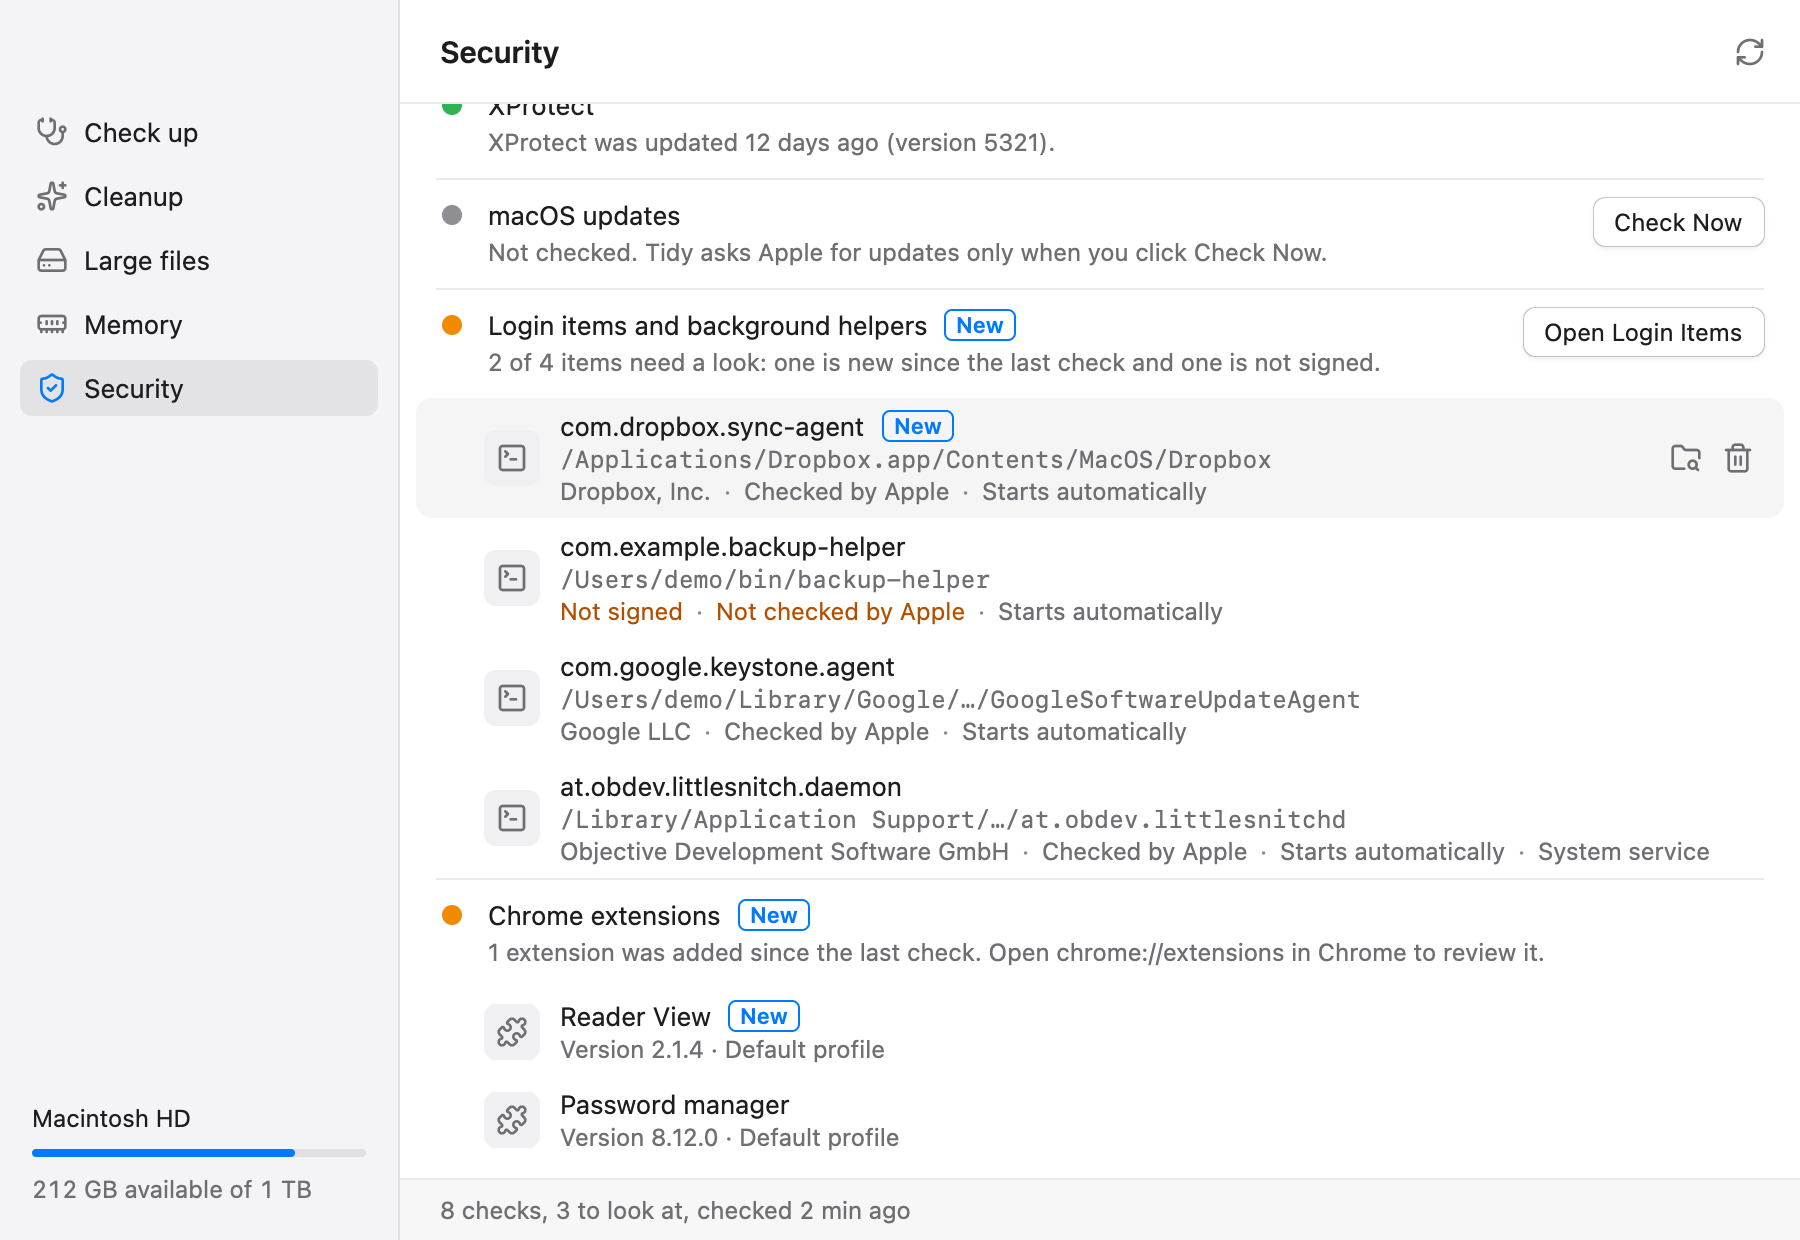 Security
Check up
Cleanup
Large files
Memory
Security
Macintosh HD
212 GB available of 1 TB
XProtect
XProtect was updated 12 days ago (version 5321).
macOS updates
Not checked. Tidy asks Apple for updates only when you click Check Now.
Check Now
Login items and background helpers New
2 of 4 items need a look: one is new since the last check and one is not signed.
Open Login Items
com.dropbox.sync-agent New
/Applications/Dropbox.app/Contents/MacOS/Dropbox
Dropbox, Inc. · Checked by Apple · Starts automatically
com.example.backup-helper
/Users/demo/bin/backup-helper
Not signed · Not checked by Apple · Starts automatically
com.google.keystone.agent
/Users/demo/Library/Google/…/GoogleSoftwareUpdateAgent
Google LLC · Checked by Apple · Starts automatically
at.obdev.littlesnitch.daemon
/Library/Application Support/…/at.obdev.littlesnitchd
Objective Development Software GmbH · Checked by Apple · Starts automatically · System service
Chrome extensions New
1 extension was added since the last check. Open chrome://extensions in Chrome to review it.
Reader View New
Version 2.1.4 · Default profile
Password manager
Version 8.12.0 · Default profile
8 checks, 3 to look at, checked 2 min ago